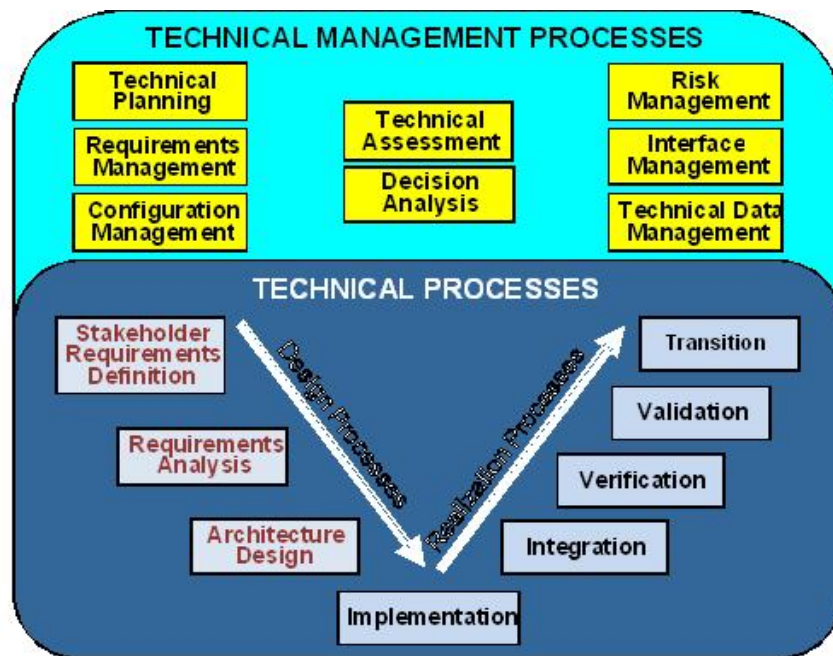 TECHNICAL MANAGEMENT PROCESSES
Technical
Planning
Requirements
Management
Configuration
Management
Technical
Assessment
Decision
Analysis
Risk
Management
Interface
Management
Technical Data
Management
TECHNICAL PROCESSES
Stakeholder
Requirements
Definition
Requirements
Analysis
Architecture
Design
Design Processes
Implementation
Realization Processes
Integration
Verification
Validation
Transition